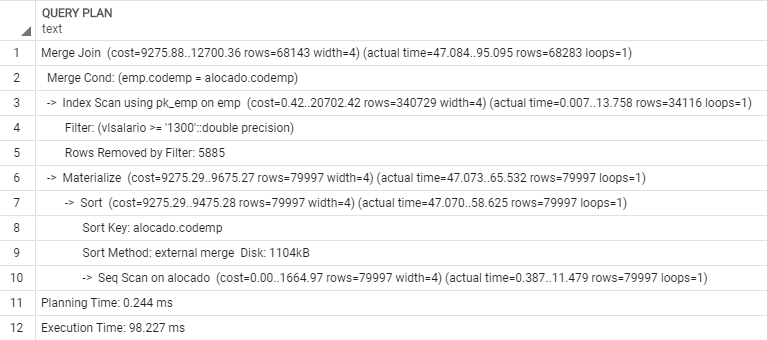 QUERY PLAN
text
1 Merge Join (cost=9275.88..12700.36 rows=68143 width=4) (actual time=47.084..95.095 rows=68283 loops=1)
2 Merge Cond: (emp.codemp = alocado.codemp)
3 -> Index Scan using pk_emp on emp (cost=0.42..20702.42 rows=340729 width=4) (actual time=0.007..13.758 rows=34116 loops=1)
4 Filter: (vlsalario >= '1300'::double precision)
5 Rows Removed by Filter: 5885
6 -> Materialize (cost=9275.29..9675.27 rows=79997 width=4) (actual time=47.073..65.532 rows=79997 loops=1)
7 -> Sort (cost=9275.29..9475.28 rows=79997 width=4) (actual time=47.070..58.625 rows=79997 loops=1)
8 Sort Key: alocado.codemp
9 Sort Method: external merge Disk: 1104kB
10 -> Seq Scan on alocado (cost=0.00..1664.97 rows=79997 width=4) (actual time=0.387..11.479 rows=79997 loops=1)
11 Planning Time: 0.244 ms
12 Execution Time: 98.227 ms